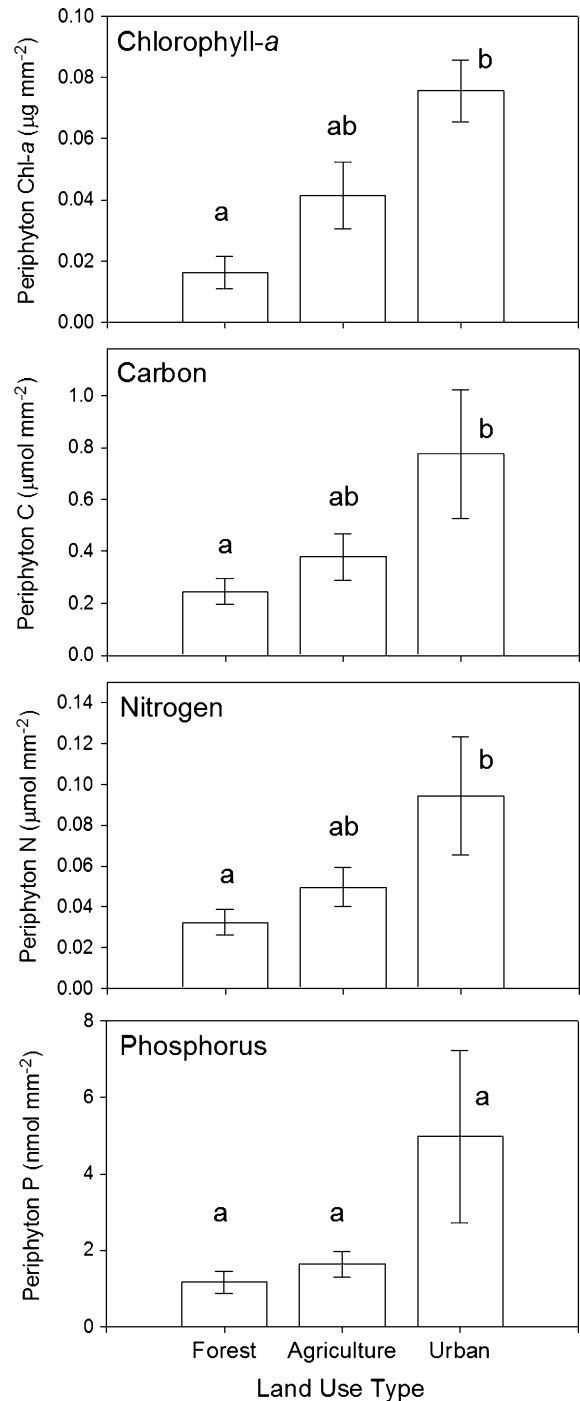 Chlorophyll-a
Periphyton Chl-a (μg mm-2)
0.10
0.08
0.06
0.04
0.02
0.00
a
ab
b
Carbon
Periphyton C (μmol mm-2)
1.0
0.8
0.6
0.4
0.2
0.0
a
ab
b
Nitrogen
Periphyton N (μmol mm-2)
0.14
0.12
0.10
0.08
0.06
0.04
0.02
0.00
a
ab
b
Phosphorus
Periphyton P (nmol mm-2)
8
6
4
2
0
a
a
a
Forest Agriculture Urban
Land Use Type